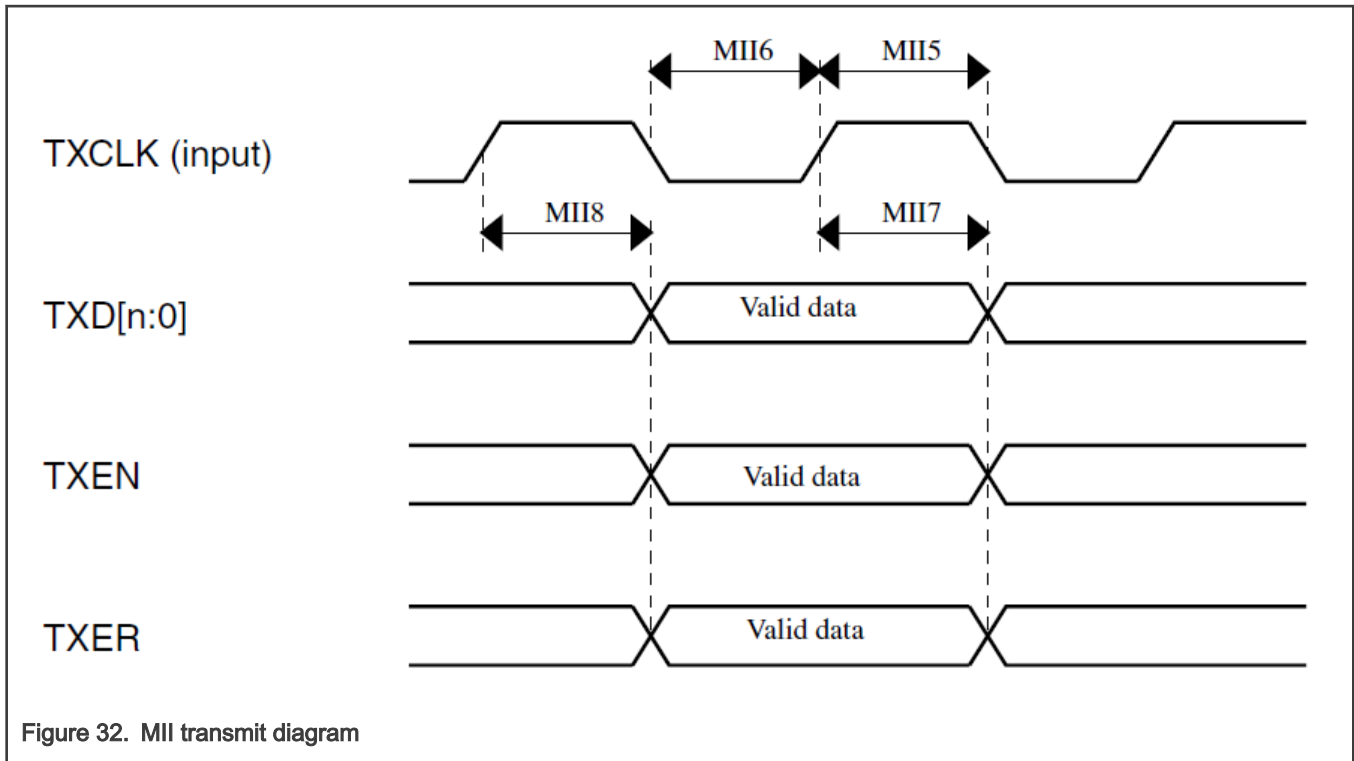 MII6 MII5
TXCLK (input)
MII8 MII7
TXD[n:0] Valid data
TXEN Valid data
TXER Valid data
Figure 32. MII transmit diagram